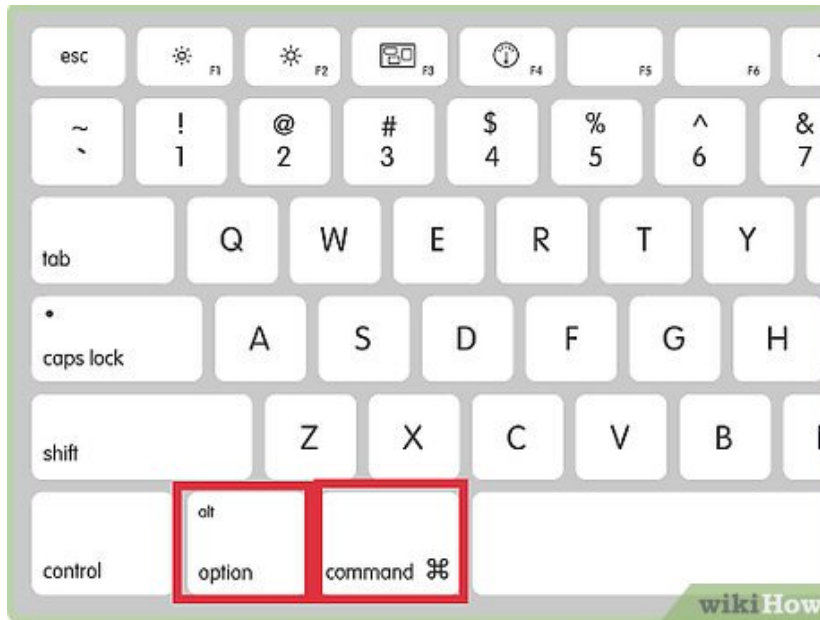 esc F1 F2 F3 F4 F5 F6
~ ! @ # $ % ^ &
` 1 2 3 4 5 6 7
tab Q W E R T Y
caps lock A S D F G H
shift Z X C V B
alt
control option command ⌘
wikiHow